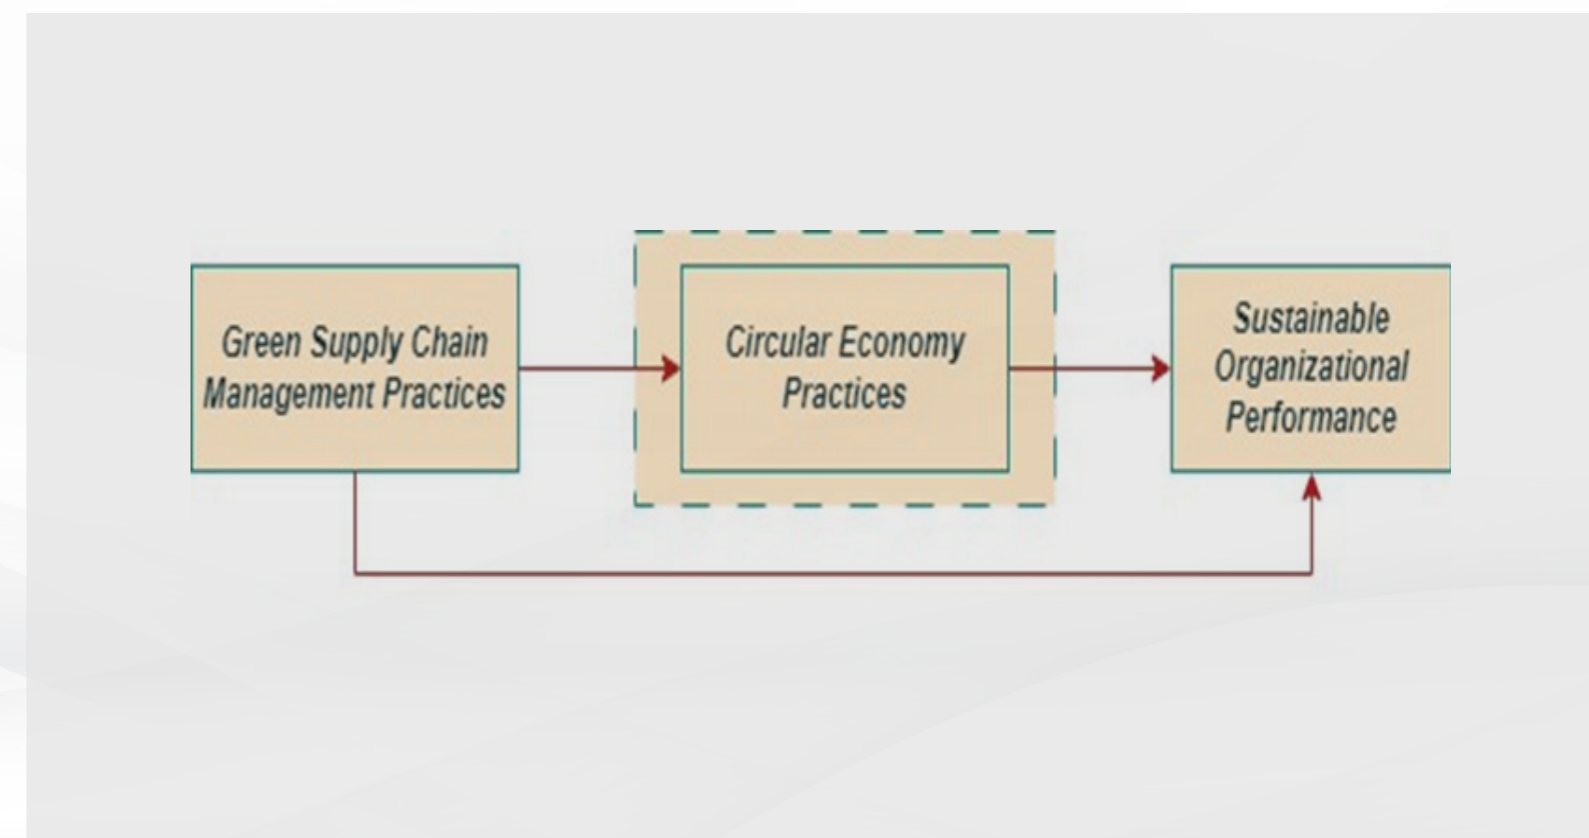 Green Supply Chain
Management Practices
Circular Economy
Practices
Sustainable
Organizational
Performance